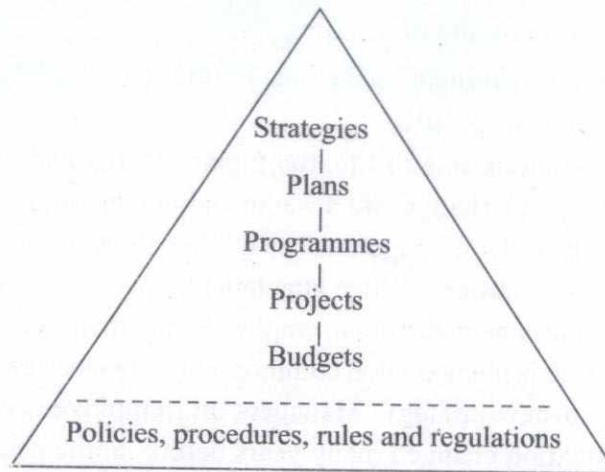 Strategies
Plans
Programmes
Projects
Budgets
Policies, procedures, rules and regulations